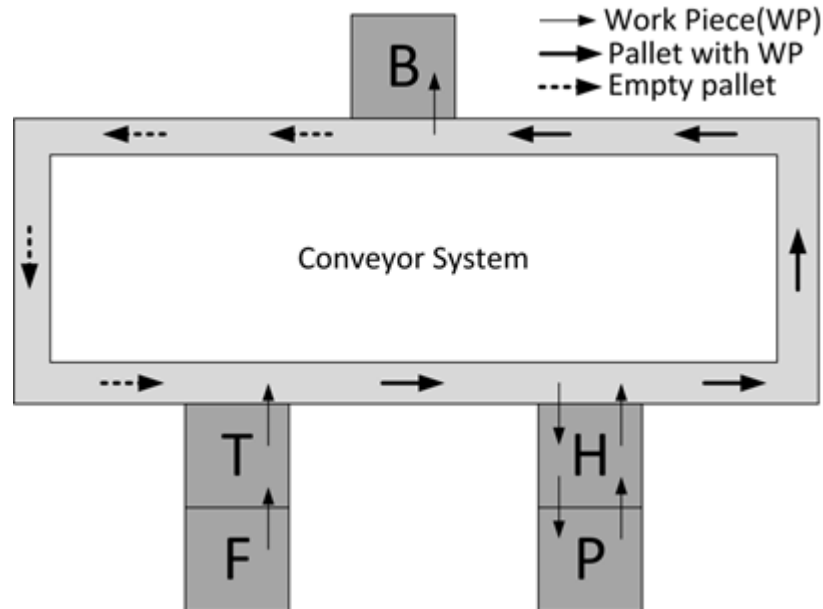 B
Work Piece(WP)
Pallet with WP
Empty pallet
Conveyor System
T
H
F
P